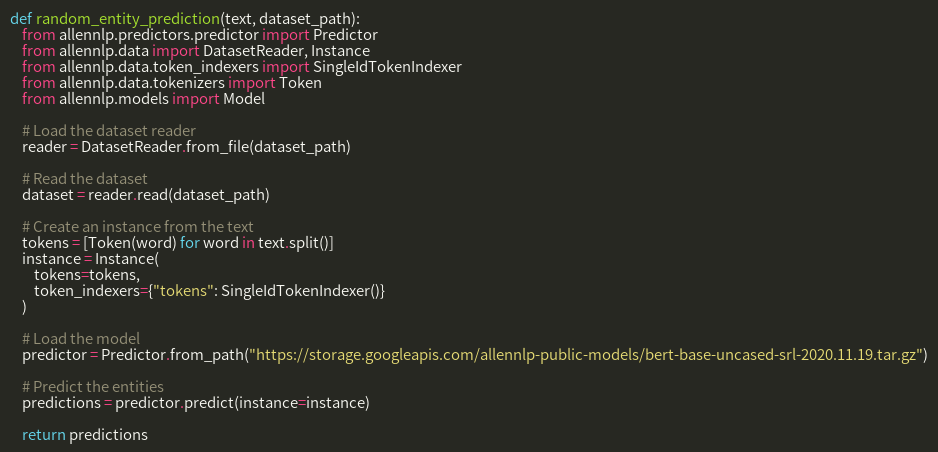 def random_entity_prediction(text, dataset_path):
from allennlp.predictors.predictor import Predictor
from allennlp.data import DatasetReader, Instance
from allennlp.data.token_indexers import SingleIdTokenIndexer
from allennlp.data.tokenizers import Token
from allennlp.models import Model
# Load the dataset reader
reader = DatasetReader.from_file(dataset_path)
# Read the dataset
dataset = reader.read(dataset_path)
# Create an instance from the text
tokens = [Token(word) for word in text.split()]
instance = Instance(
tokens=tokens,
token_indexers={"tokens": SingleIdTokenIndexer()}
)
# Load the model
predictor = Predictor.from_path("https://storage.googleapis.com/allennlp-public-models/bert-base-uncased-srl-2020.11.19.tar.gz")
# Predict the entities
predictions = predictor.predict(instance=instance)
return predictions